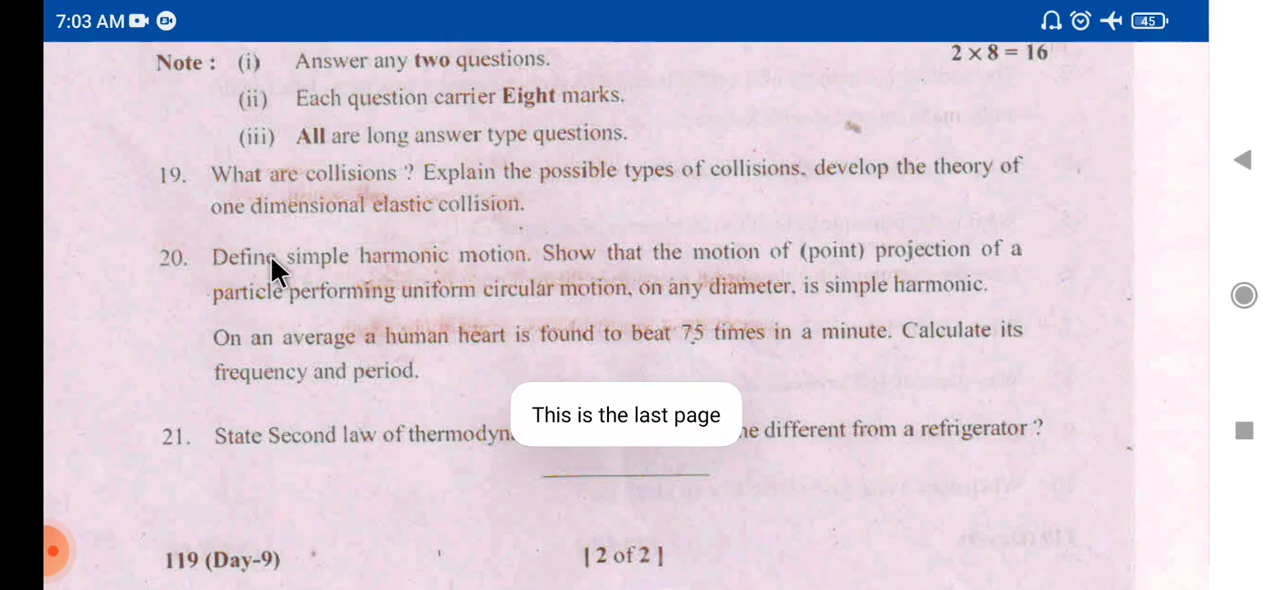 7:03 AM
45
Note : (i) Answer any two questions. 2 × 8 = 16
(ii) Each question carrier Eight marks.
(iii) All are long answer type questions.
19. What are collisions ? Explain the possible types of collisions, develop the theory of
one dimensional elastic collision.
20. Define simple harmonic motion. Show that the motion of (point) projection of a
particle performing uniform circular motion, on any diameter, is simple harmonic.
On an average a human heart is found to beat 75 times in a minute. Calculate its
frequency and period.
This is the last page
21. State Second law of different from a refrigerator ?
119 (Day-9) [ 2 of 2 ]